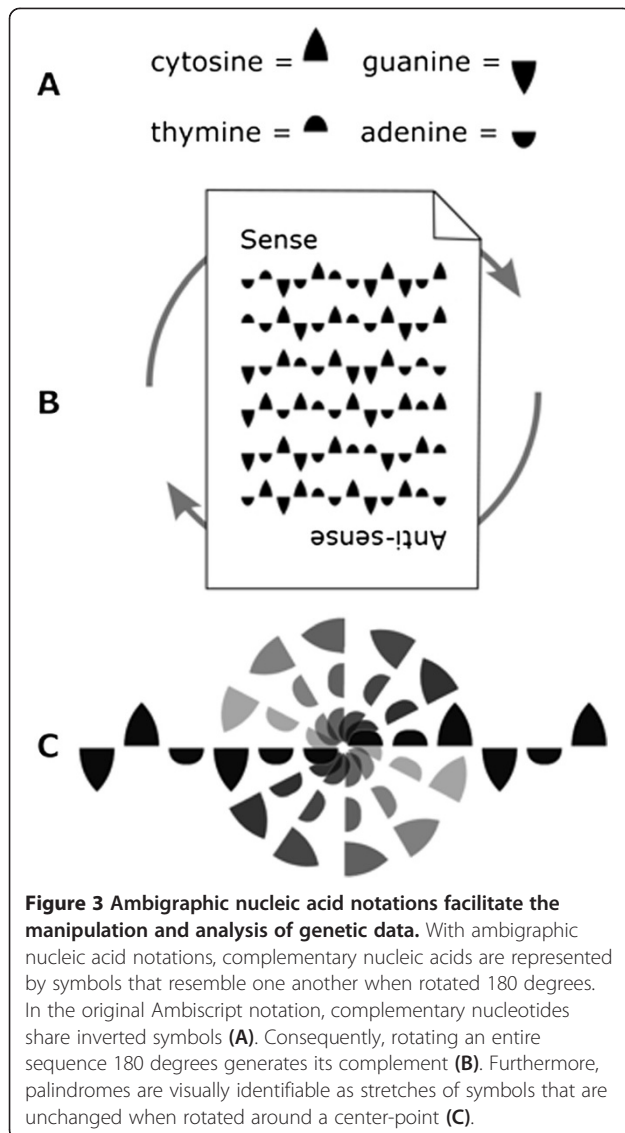 A
cytosine = guanine =
thymine = adenine =
B
Sense
Anti-sense
C
Figure 3 Ambigraphic nucleic acid notations facilitate the
manipulation and analysis of genetic data. With ambigraphic
nucleic acid notations, complementary nucleic acids are represented
by symbols that resemble one another when rotated 180 degrees.
In the original Ambiscript notation, complementary nucleotides
share inverted symbols (A). Consequently, rotating an entire
sequence 180 degrees generates its complement (B). Furthermore,
palindromes are visually identifiable as stretches of symbols that are
unchanged when rotated around a center-point (C).